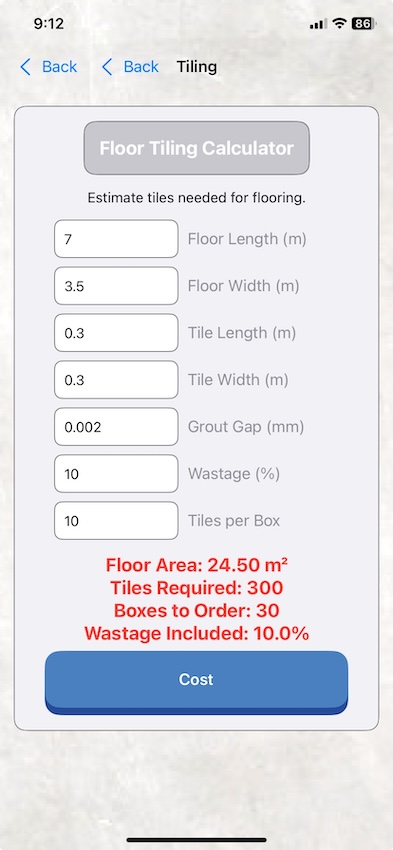 9:12
86
Back
Back
Tiling
Floor Tiling Calculator
Estimate tiles needed for flooring.
7 Floor Length (m)
3.5 Floor Width (m)
0.3 Tile Length (m)
0.3 Tile Width (m)
0.002 Grout Gap (mm)
10 Wastage (%)
10 Tiles per Box
Floor Area: 24.50 m²
Tiles Required: 300
Boxes to Order: 30
Wastage Included: 10.0%
Cost